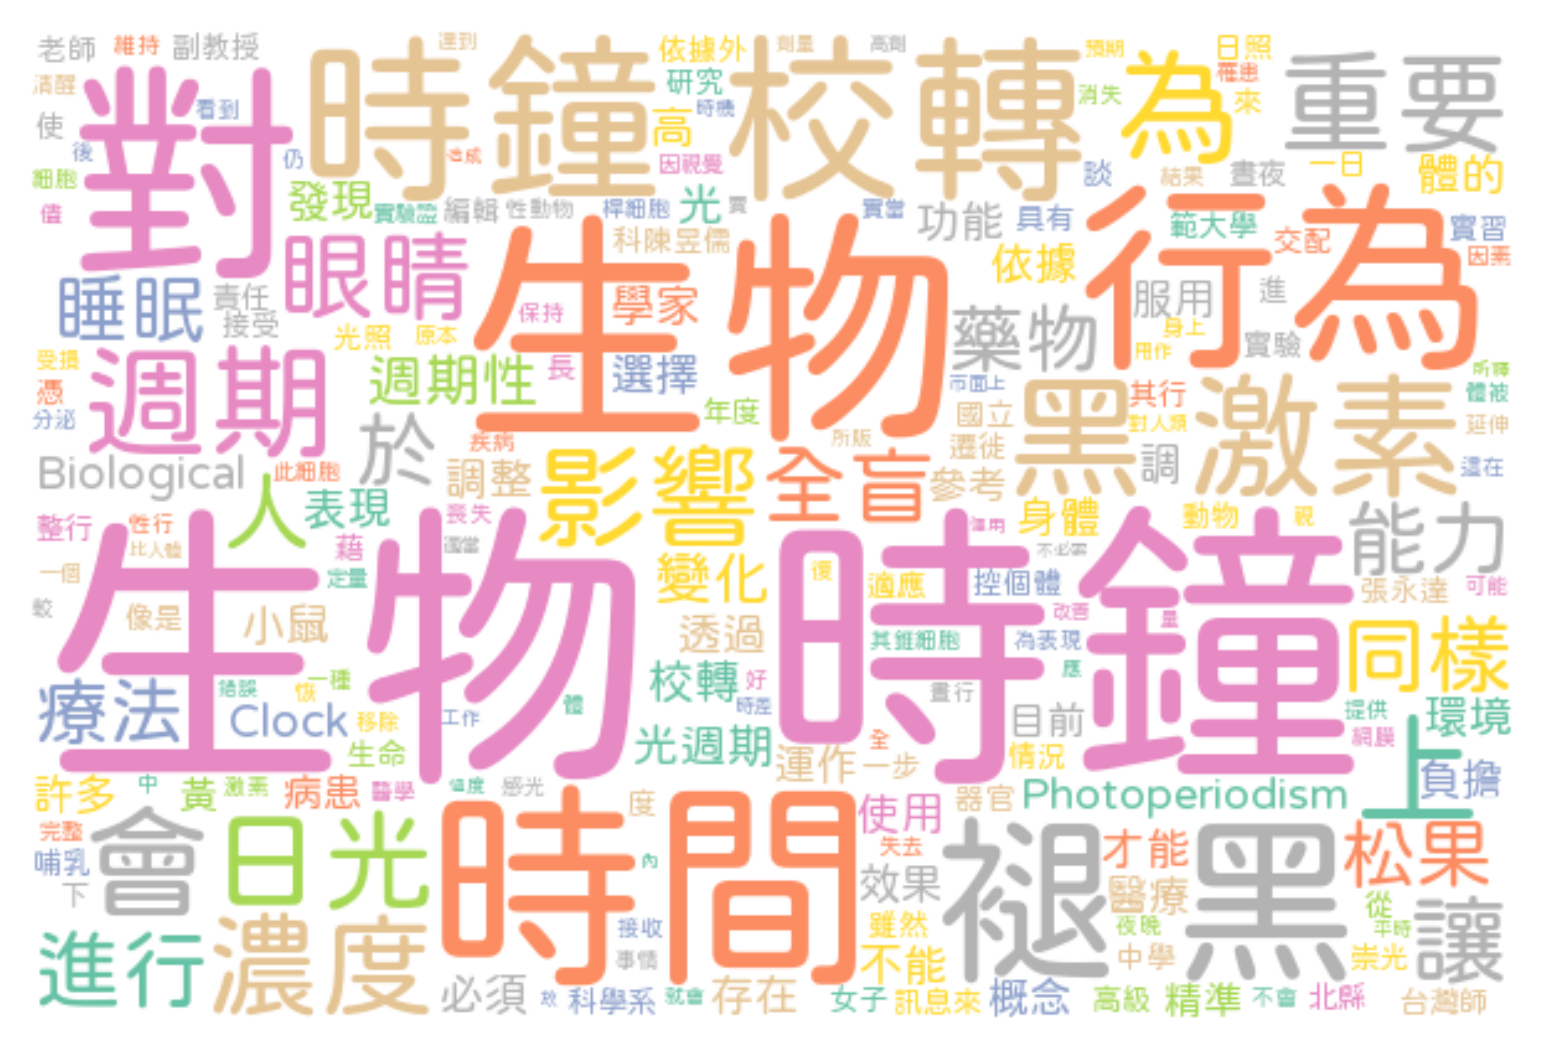 老師 維持 副教授 達到 依據外 劑量 高劑 預期 日照
清醒 對 時鐘 校轉 研究 消失 為 罹患 重要
使 看到 高 時機 來
後 仍 造成 因視覺 談 結果 晝夜 一日 體的
細胞 發現 光 行為
儘 實驗證 編輯 性動物 桿細胞 買 實當 功能 具有 範大學 實習
眼睛 生物 科陳昱儒 依據 交配 因素
睡眠 責任 保持 學家 藥物 服用 進
接受 光照 原本 身上 實驗
受損 週期 週期性 長 選擇 市面上 用作 所釋
憑 年度 黑 其行 激素 體被
分泌 於 疾病 所販 國立 對人類 延伸
Biological 此細胞 調整 影響 全盲 遷徙 參考 調 還在
人 表現 喪失 身體 動物 視 能力
整行 性行 藉 僅用
比人體 不必需
一個 定量 變化 復 適應 控個體 張永達 可能
較 像是 小鼠 生物 時鐘 改善 量 同樣
透過 其錐細胞 為表現
療法 錯誤 恢 一種 校轉 好 應 提供 環境
Clock 移除 工作 體 時差 晝行 目前 網膜
生命 光週期 全 情況 上
運作 一步 負擔
許多 中 黃 激素 病患 醫學 值度 感光 度 器官 Photoperiodism
完整 使用
哺乳 會 日光 時間 內 失去 褪黑 才能 松果
下 效果 醫療 從
接收 雖然 夜晚 平時 讓
進行 濃度 事情 不能 中學 崇光
必須 故 科學系 就會 存在 女子 訊息來 概念 高級 精準 不會 北縣 台灣師